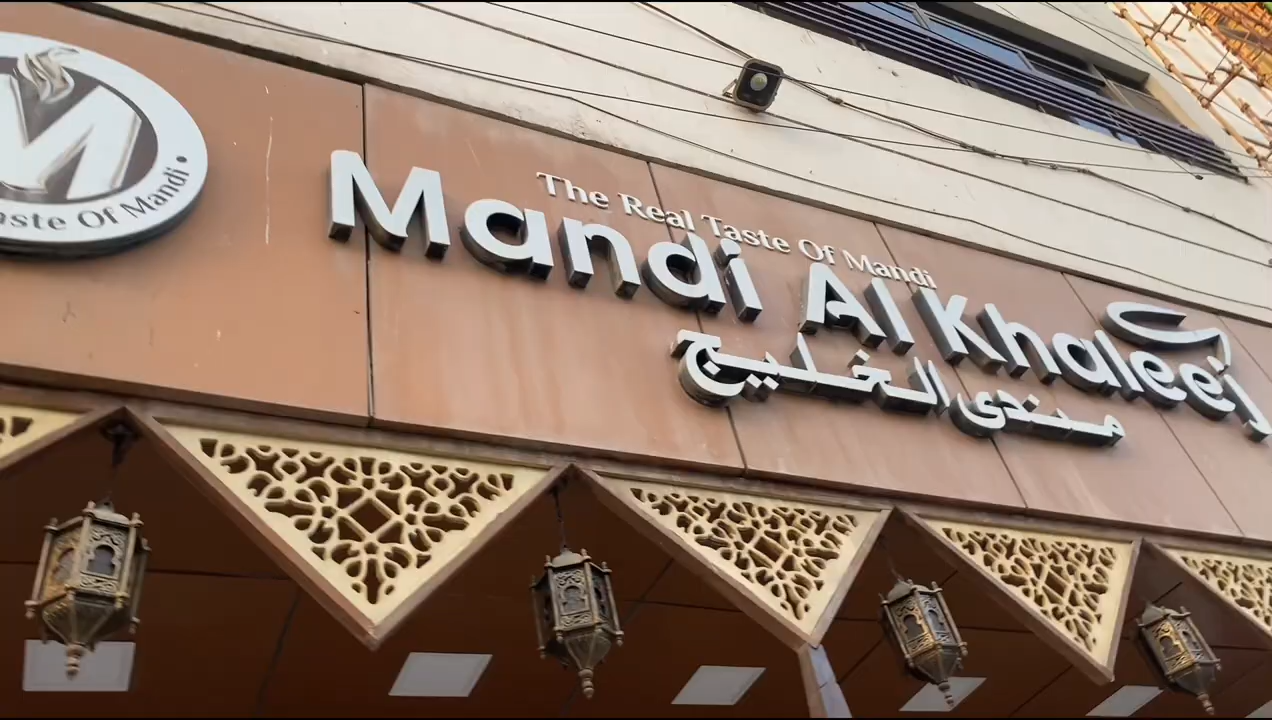 M
aste Of Mandi •
The Real Taste Of Mandi
Mandi Al Khaleej
مندي الخليج